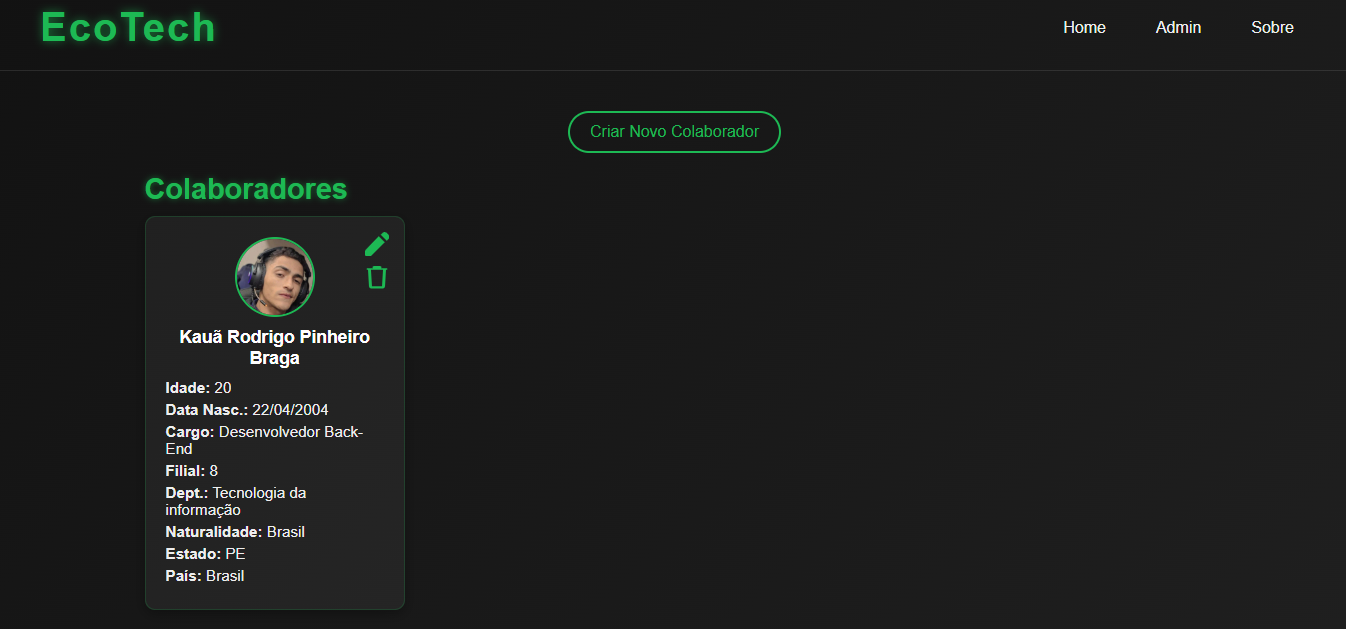 EcoTech
Home
Admin
Sobre
Criar Novo Colaborador
Colaboradores
Kauã Rodrigo Pinheiro
Braga
Idade: 20
Data Nasc.: 22/04/2004
Cargo: Desenvolvedor Back-
End
Filial: 8
Dept.: Tecnologia da
informação
Naturalidade: Brasil
Estado: PE
País: Brasil